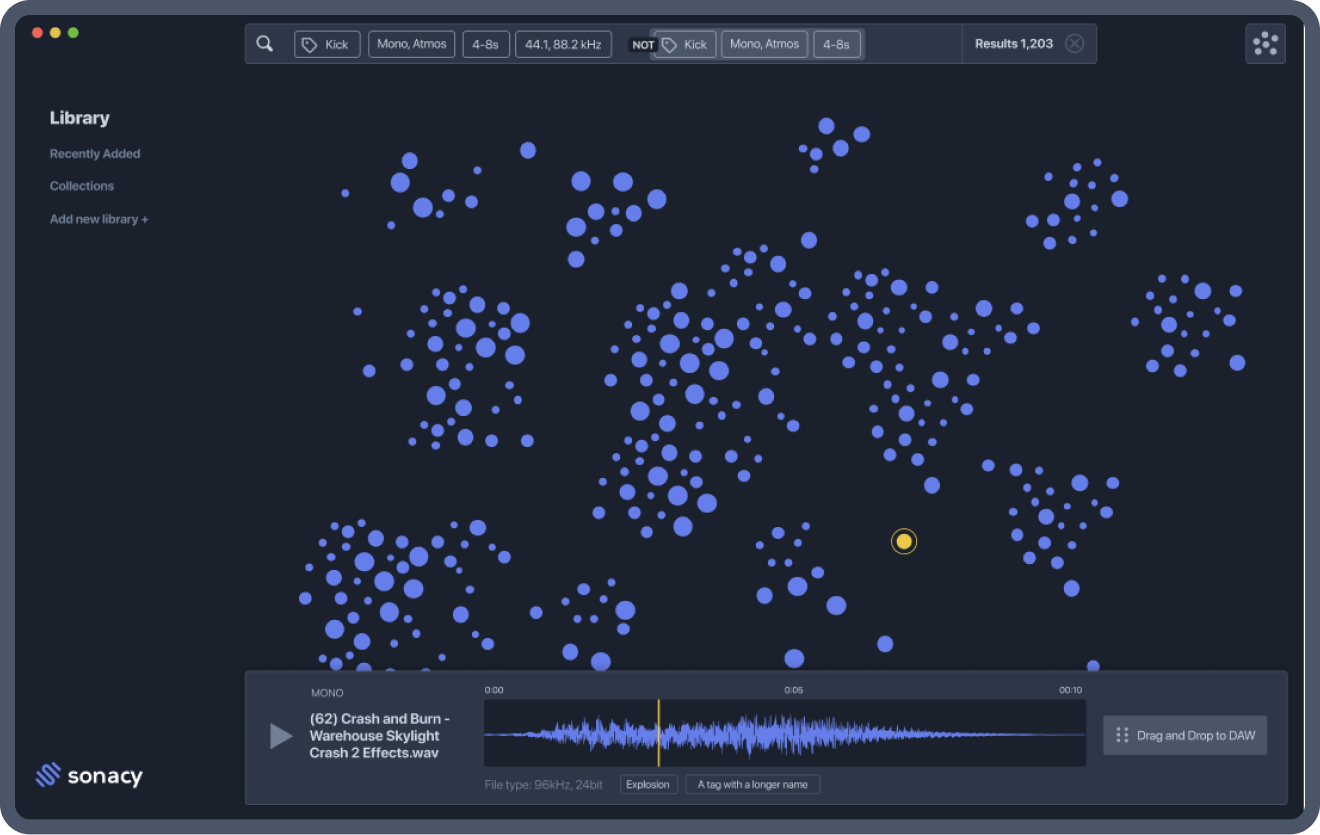 Kick Mono, Atmos 4-8s 44.1, 88.2 kHz NOT Kick Mono, Atmos 4-8s Results 1,203
Library
Recently Added
Collections
Add new library +
MONO
(62) Crash and Burn -
Warehouse Skylight
Crash 2 Effects.wav
0:00 0:05 00:10
File type: 96kHz, 24bit Explosion A tag with a longer name
Drag and Drop to DAW
sonacy